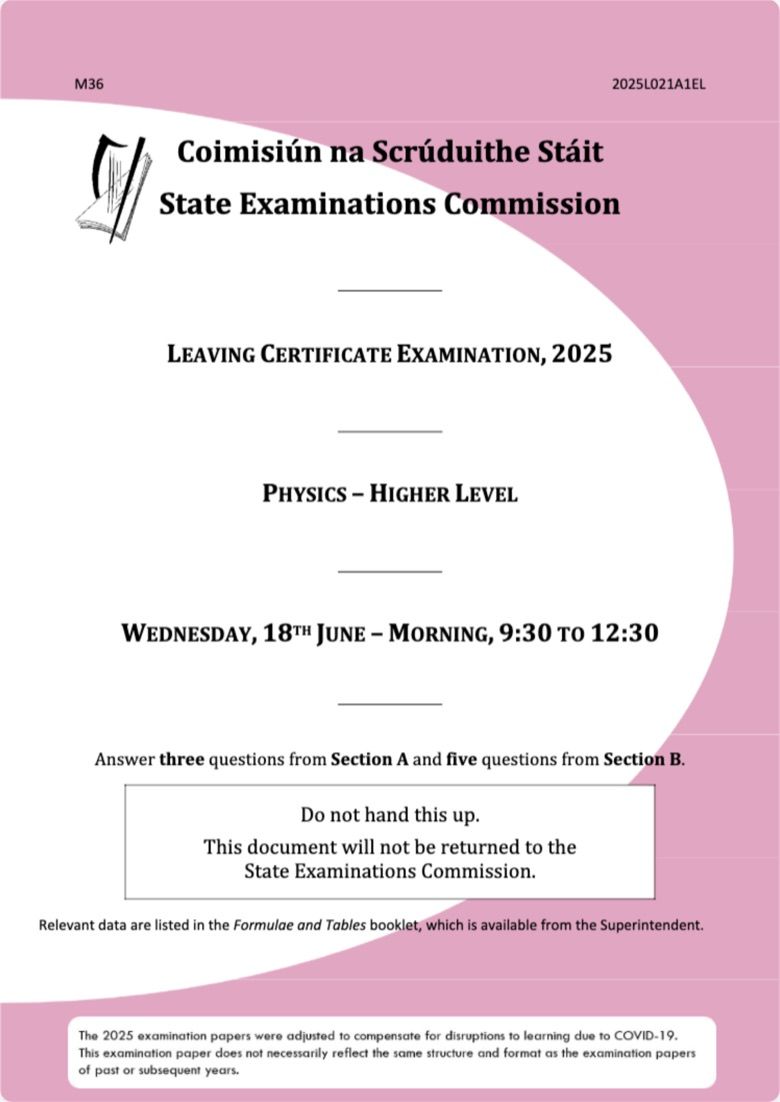 M36
2025L021A1EL
Coimisiún na Scrúduithe Stáit
State Examinations Commission
LEAVING CERTIFICATE EXAMINATION, 2025
PHYSICS – HIGHER LEVEL
WEDNESDAY, 18TH JUNE – MORNING, 9:30 TO 12:30
Answer three questions from Section A and five questions from Section B.
Do not hand this up.
This document will not be returned to the
State Examinations Commission.
Relevant data are listed in the Formulae and Tables booklet, which is available from the Superintendent.
The 2025 examination papers were adjusted to compensate for disruptions to learning due to COVID-19.
This examination paper does not necessarily reflect the same structure and format as the examination papers
of past or subsequent years.